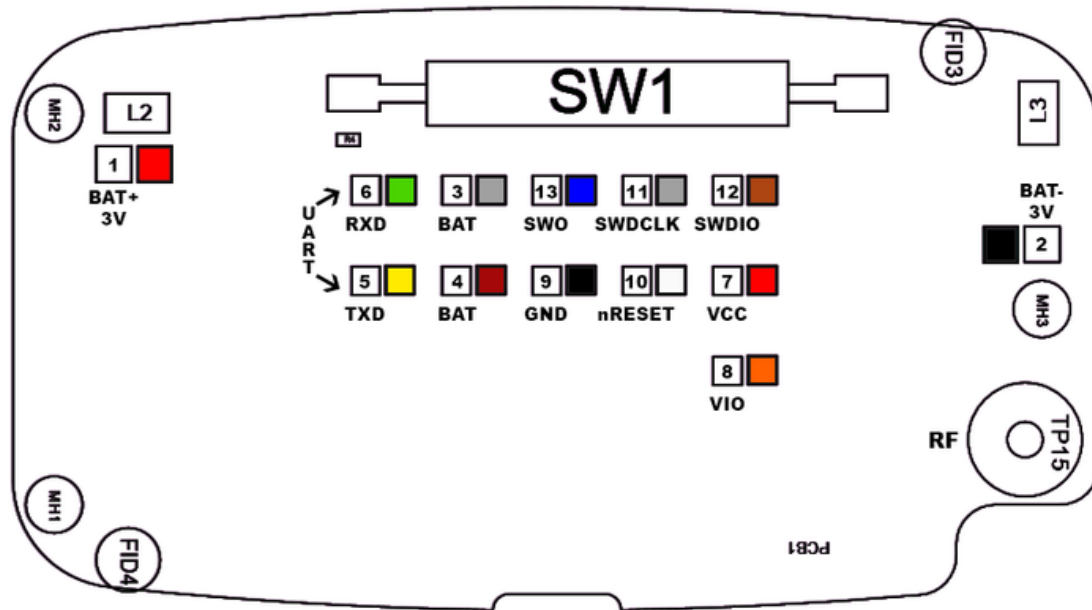 FID3
SW1
MH2
L2
L3
R4
1
BAT+
3V
6
3
13
11
12
RXD
BAT
SWO
SWDCLK
SWDIO
BAT-
3V
2
UART
5
4
9
10
7
TXD
BAT
GND
nRESET
VCC
MH3
8
VIO
RF
TP15
MH1
FID4
PCB1